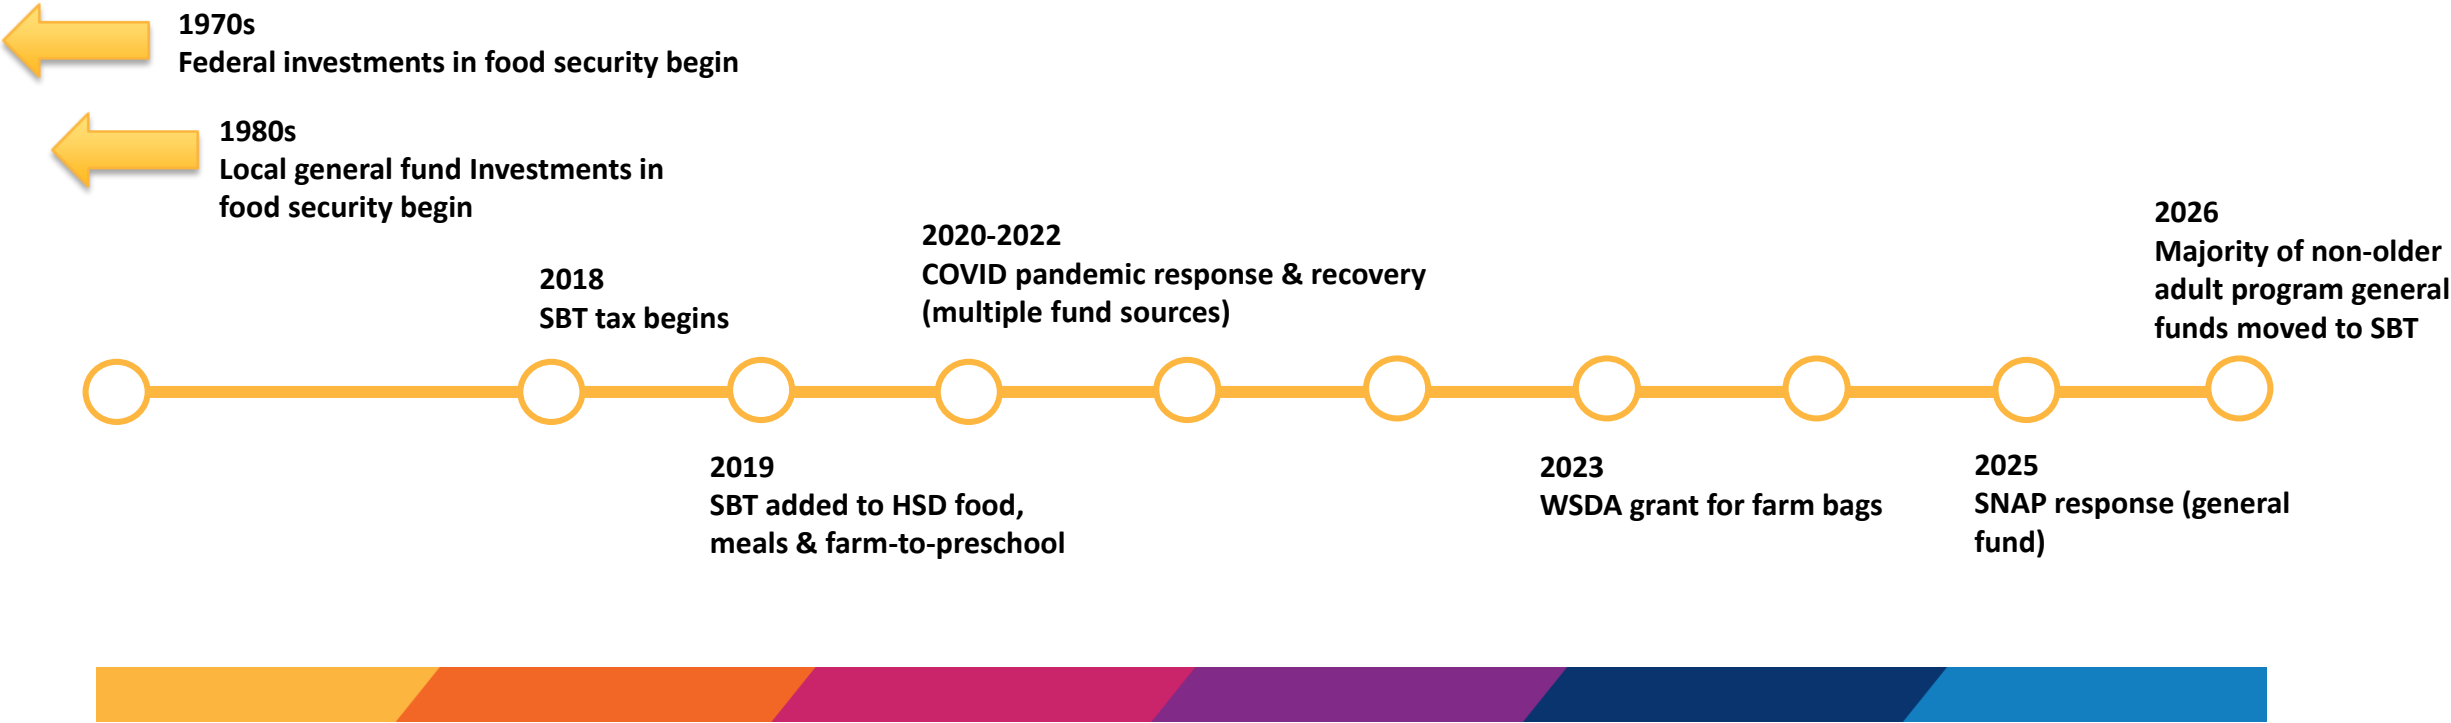 1970s
Federal investments in food security begin
1980s
Local general fund Investments in
food security begin
2018
SBT tax begins
2019
SBT added to HSD food,
meals & farm-to-preschool
2020-2022
COVID pandemic response & recovery
(multiple fund sources)
2023
WSDA grant for farm bags
2025
SNAP response (general
fund)
2026
Majority of non-older
adult program general
funds moved to SBT